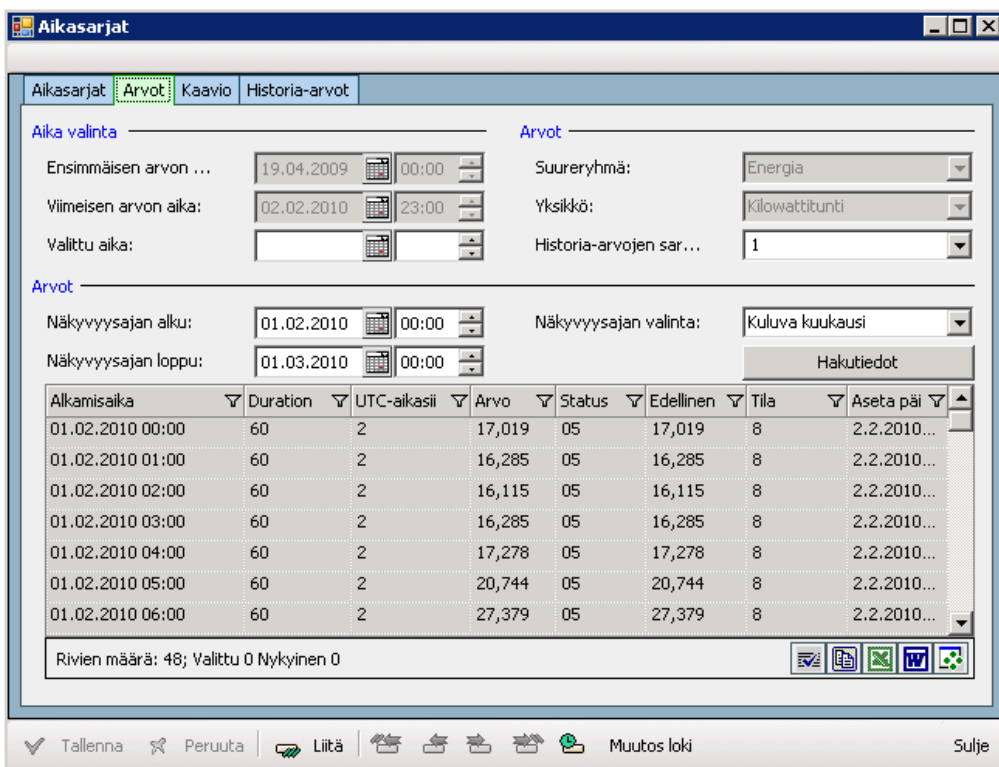 Aikasarjat
Aikasarjat Arvot Kaavio Historia-arvot
Aika valinta Arvot
Ensimmäisen arvon ... 19.04.2009 00:00 Suureryhmä: Energia
Viimeisen arvon aika: 02.02.2010 23:00 Yksikkö: Kilowattitunti
Valittu aika: Historia-arvojen sar... 1
Arvot
Näkyvyysajan alku: 01.02.2010 00:00 Näkyvyysajan valinta: Kuluva kuukausi
Näkyvyysajan loppu: 01.03.2010 00:00 Hakutiedot
Alkamisaika Duration UTC-aikasii Arvo Status Edellinen Tila Aseta päi
01.02.2010 00:00 60 2 17,019 05 17,019 8 2.2.2010...
01.02.2010 01:00 60 2 16,285 05 16,285 8 2.2.2010...
01.02.2010 02:00 60 2 16,115 05 16,115 8 2.2.2010...
01.02.2010 03:00 60 2 16,285 05 16,285 8 2.2.2010...
01.02.2010 04:00 60 2 17,278 05 17,278 8 2.2.2010...
01.02.2010 05:00 60 2 20,744 05 20,744 8 2.2.2010...
01.02.2010 06:00 60 2 27,379 05 27,379 8 2.2.2010...
Rivien määrä: 48; Valittu 0 Nykyinen 0
Tallenna Peruuta Liitä Muutos loki Sulje